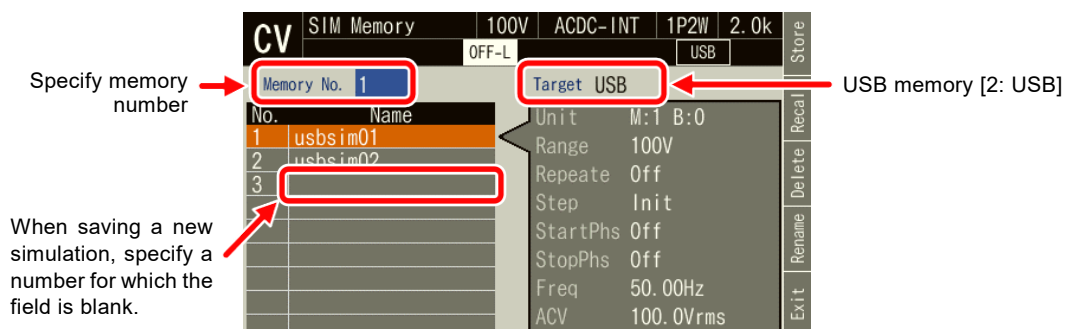 CV SIM Memory 100V ACDC-INT 1P2W 2.0k
OFF-L USB
Specify memory
number
Memory No. 1
Target USB
USB memory [2: USB]
No. Name
1 usbsim01
2 usbsim02
3
Unit M:1 B:0
Range 100V
Repeate Off
Step Init
StartPhs Off
StopPhs Off
Freq 50.00Hz
ACV 100.0Vrms
When saving a new
simulation, specify a
number for which the
field is blank.
Store
Recal
Delete
Rename
Exit